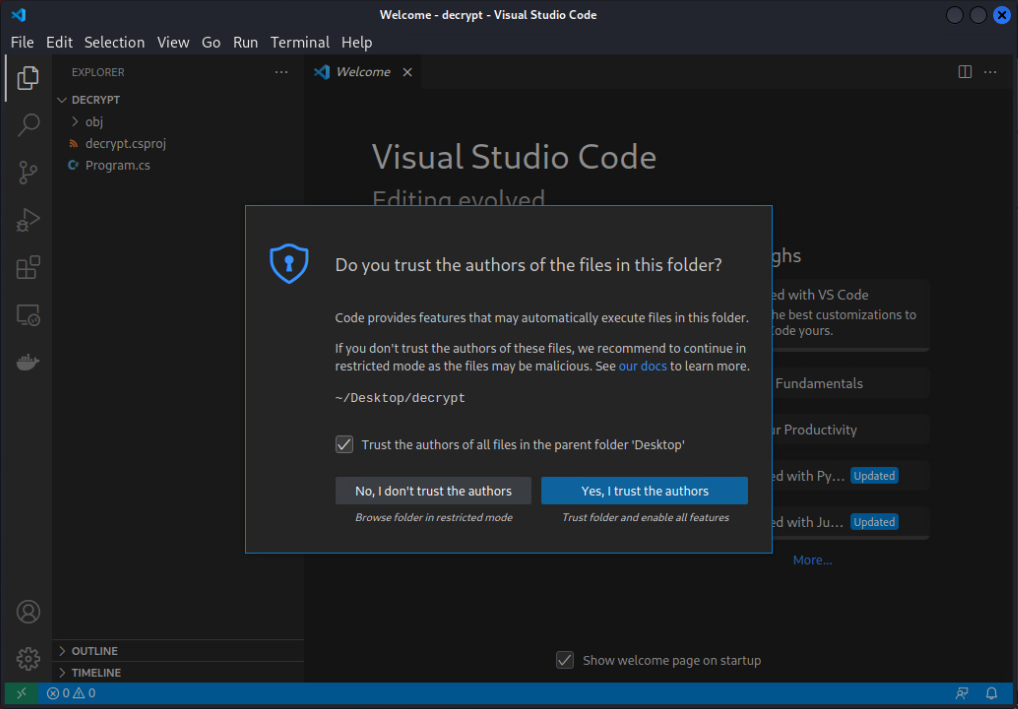 Welcome - decrypt - Visual Studio Code
File Edit Selection View Go Run Terminal Help
EXPLORER
Welcome
DECRYPT
obj
decrypt.csproj
Program.cs
Visual Studio Code
Editing evolved
Do you trust the authors of the files in this folder?
Code provides features that may automatically execute files in this folder.
If you don't trust the authors of these files, we recommend to continue in
restricted mode as the files may be malicious. See our docs to learn more.
~/Desktop/decrypt
Trust the authors of all files in the parent folder 'Desktop'
No, I don't trust the authors
Yes, I trust the authors
Browse folder in restricted mode
Trust folder and enable all features
ghs
ed with VS Code
he best customizations to
ode yours.
Fundamentals
ur Productivity
ed with Py... Updated
ed with Ju... Updated
More...
OUTLINE
TIMELINE
Show welcome page on startup
0 0